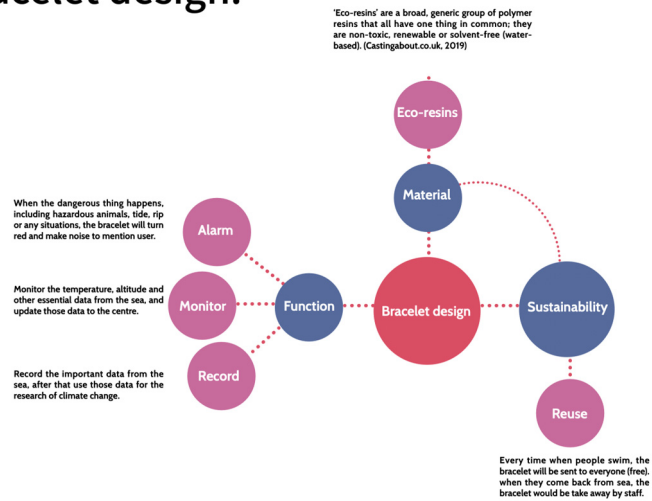 acelet design.
'Eco-resins' are a broad, generic group of polymer
resins that all have one thing in common; they
are non-toxic, renewable or solvent-free (water-
based). (Castingabout.co.uk, 2019)
Eco-resins
Material
When the dangerous thing happens,
including hazardous animals, tide, rip
or any situations, the bracelet will turn
red and make noise to mention user.
Alarm
Monitor the temperature, altitude and
other essential data from the sea, and
update those data to the centre.
Monitor
Function
Bracelet design
Sustainability
Record the important data from the
sea, after that use those data for the
research of climate change.
Record
Reuse
Every time when people swim, the
bracelet will be sent to everyone (free).
when they come back from sea, the
bracelet would be take away by staff.